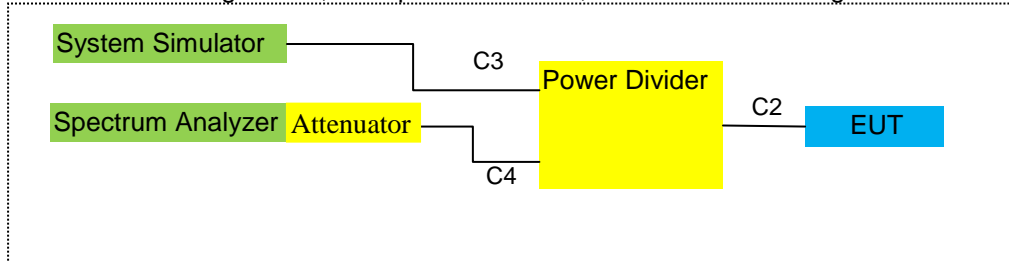 System Simulator
C3
Power Divider
C2
Spectrum Analyzer
Attenuator
EUT
C4